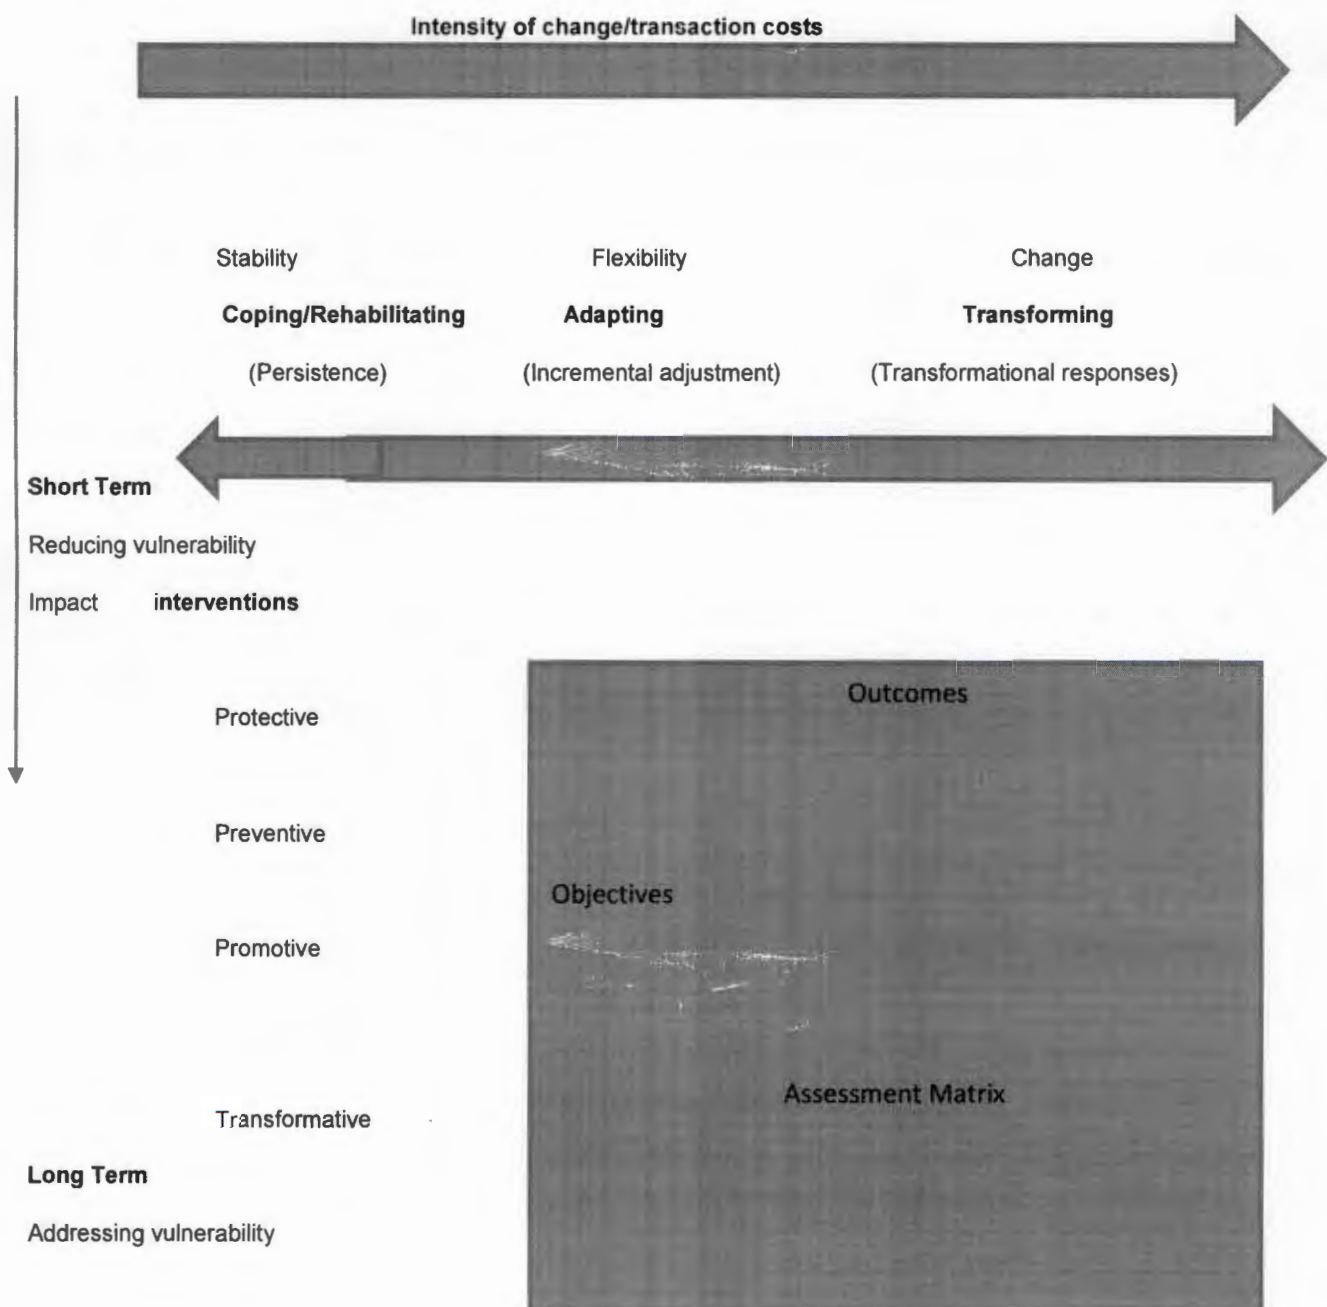 Intensity of change/transaction costs
Stability Flexibility Change
Coping/Rehabilitating Adapting Transforming
(Persistence) (Incremental adjustment) (Transformational responses)
Short Term
Reducing vulnerability
Impact interventions
Outcomes
Protective
Preventive
Objectives
Promotive
Assessment Matrix
Transformative
Long Term
Addressing vulnerability